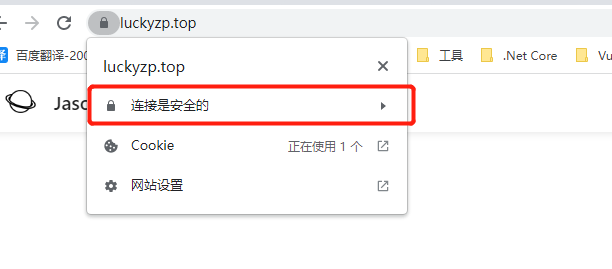 luckyzp.top
百度翻译-200
工具
.Net Core
Vu
luckyzp.top
Jasc
连接是安全的
Cookie
正在使用 1 个
网站设置